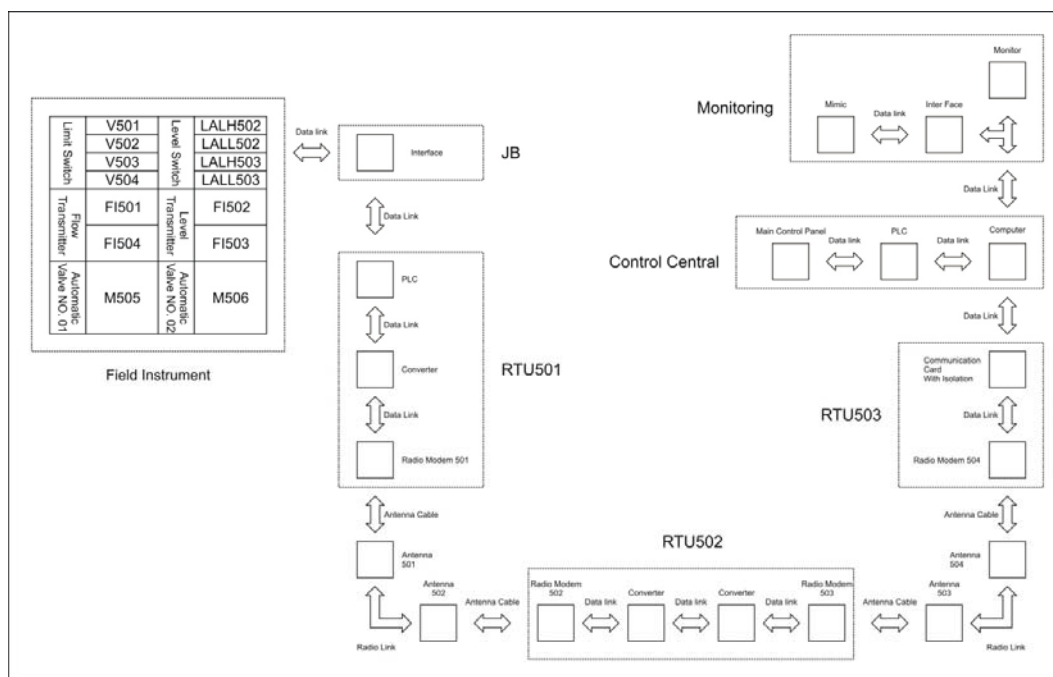 Limit Switch
V501
V502
V503
V504
Level Switch
LALH502
LALL502
LALH503
LALL503
Flow
Transmitter
FI501
FI504
Level
Transmitter
FI502
FI503
Automatic
Valve NO. 01
M505
Automatic
Valve NO. 02
M506
Field Instrument
Data link
Interface
JB
Data Link
PLC
Data Link
Converter
Data Link
Radio Modem 501
RTU501
Antenna Cable
Antenna
501
Radio Link
Antenna
502
Antenna Cable
RTU502
Radio Modem
502
Data link
Converter
Data link
Converter
Data link
Radio Modem
503
Antenna Cable
Antenna
503
Radio Link
Antenna
504
Antenna Cable
RTU503
Radio Modem 504
Data Link
Communication
Card
With Isolation
Data Link
Control Central
Main Control Panel
Data link
PLC
Data link
Computer
Data Link
Monitoring
Mimic
Data link
Inter Face
Monitor